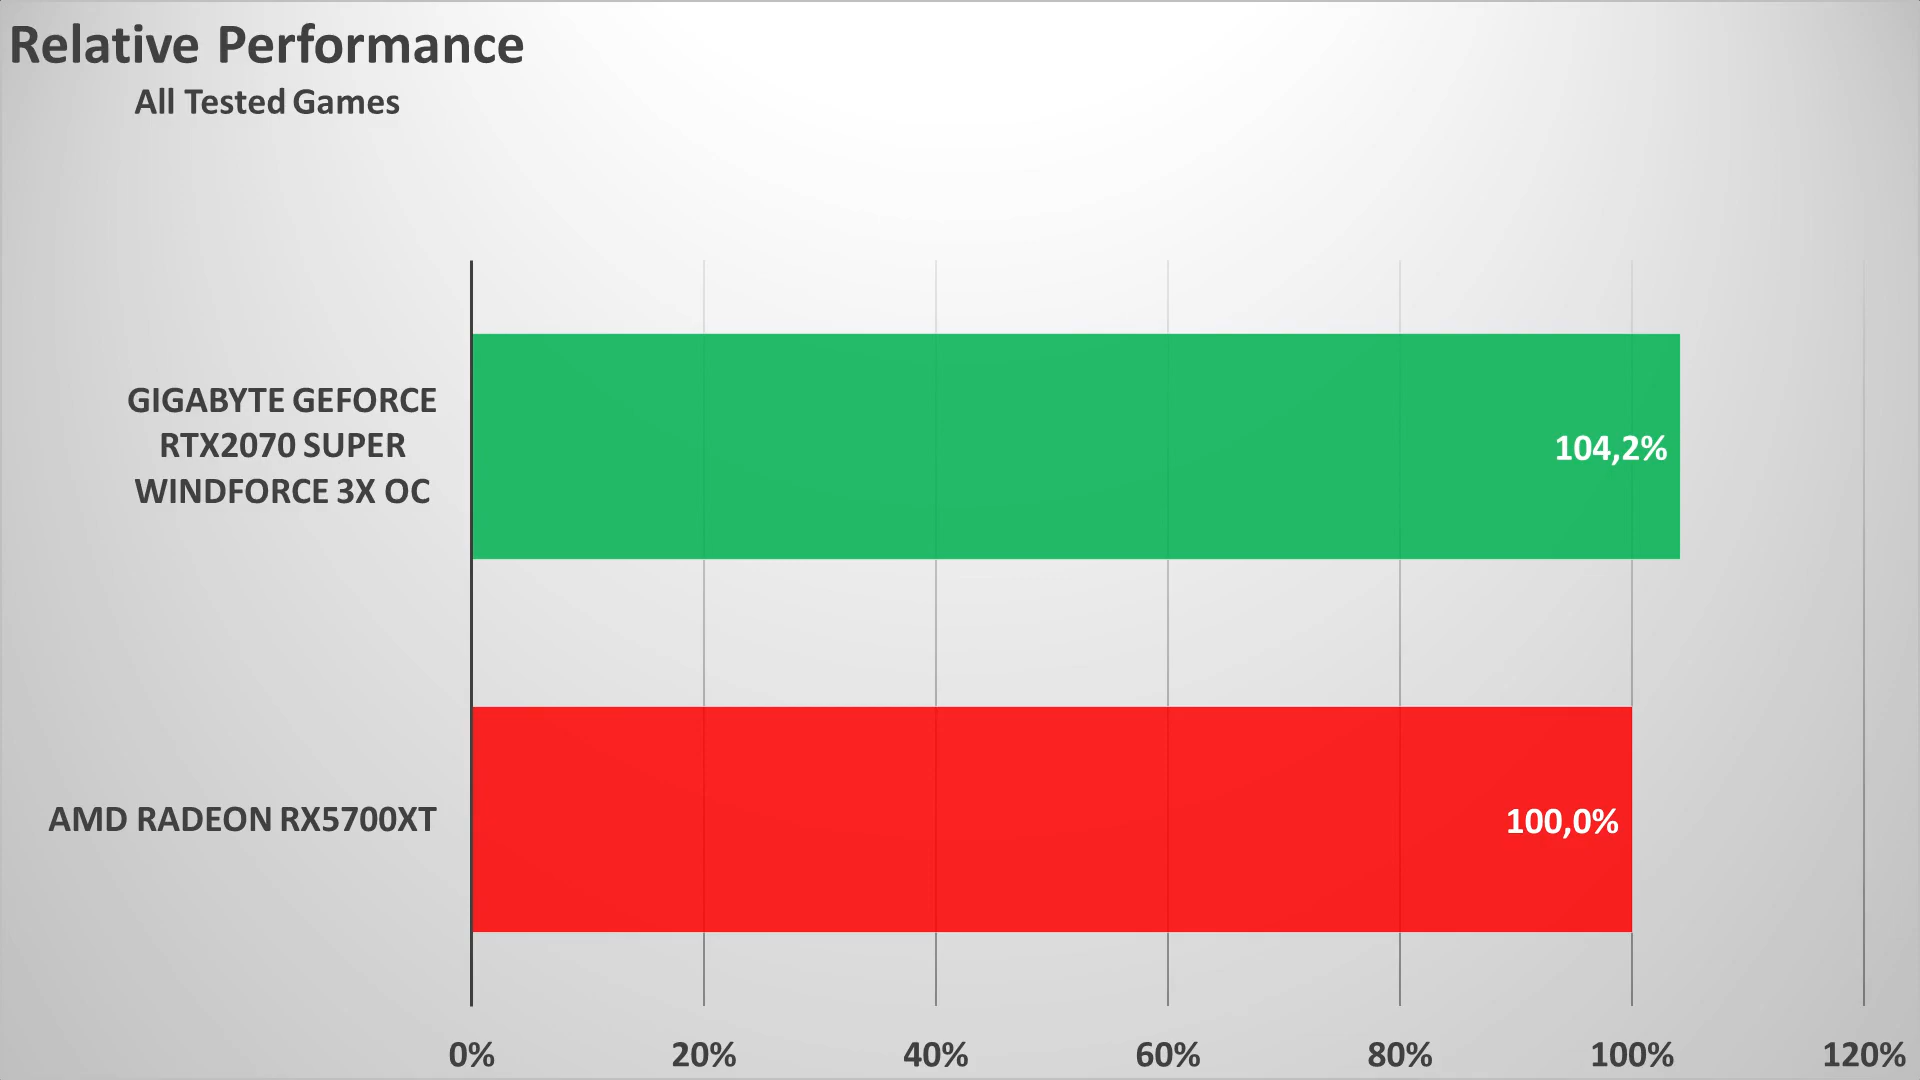 Relative Performance
All Tested Games
GIGABYTE GEFORCE
RTX2070 SUPER
WINDFORCE 3X OC
104,2%
AMD RADEON RX5700XT
100,0%
0% 20% 40% 60% 80% 100% 120%